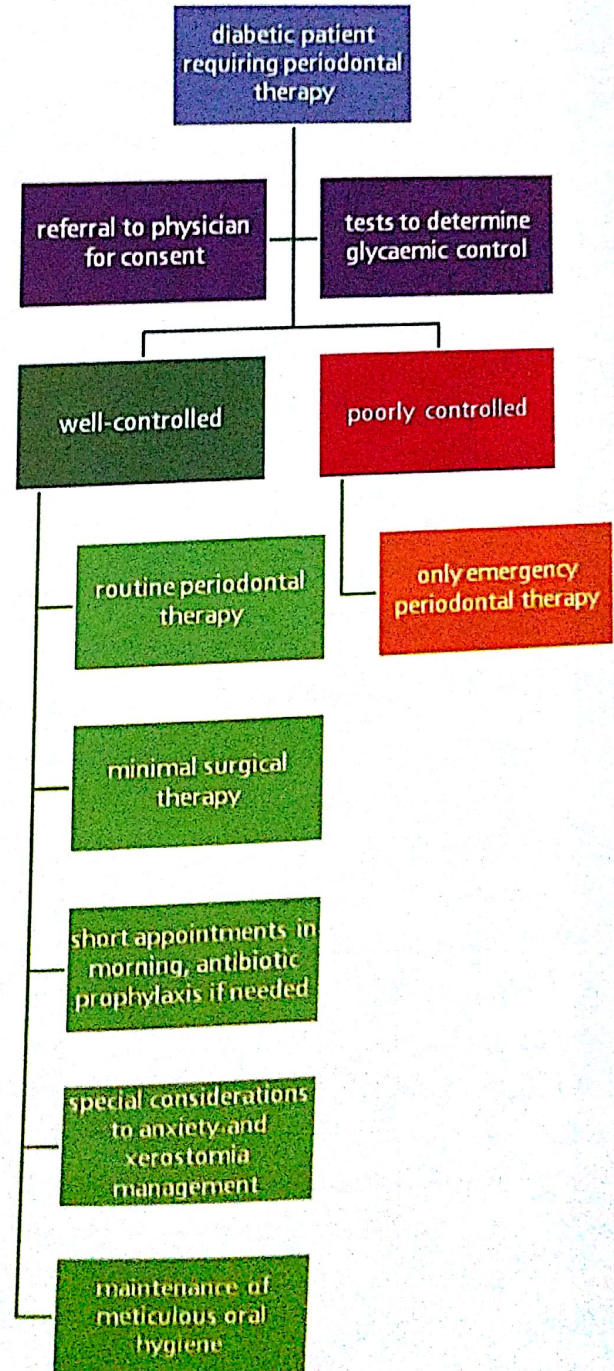 diabetic patient
requiring periodontal
therapy
referral to physician
for consent
tests to determine
glycaemic control
well-controlled
poorly controlled
routine periodontal
therapy
only emergency
periodontal therapy
minimal surgical
therapy
short appointments in
morning, antibiotic
prophylaxis if needed
special considerations
to anxiety and
xerostomia
management
maintenance of
meticulous oral
hygiene